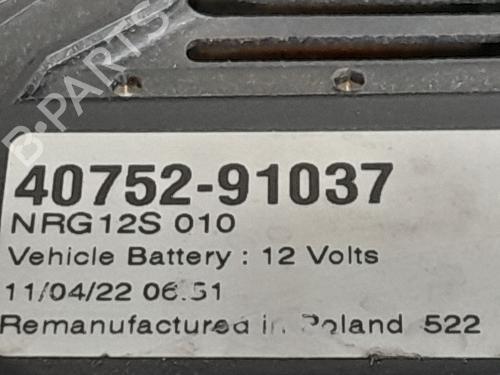 B-PARTS
40752-91037
NRG12S 010
Vehicle Battery : 12 Volts
11/04/22 06:51
Remanufactured in Poland 522